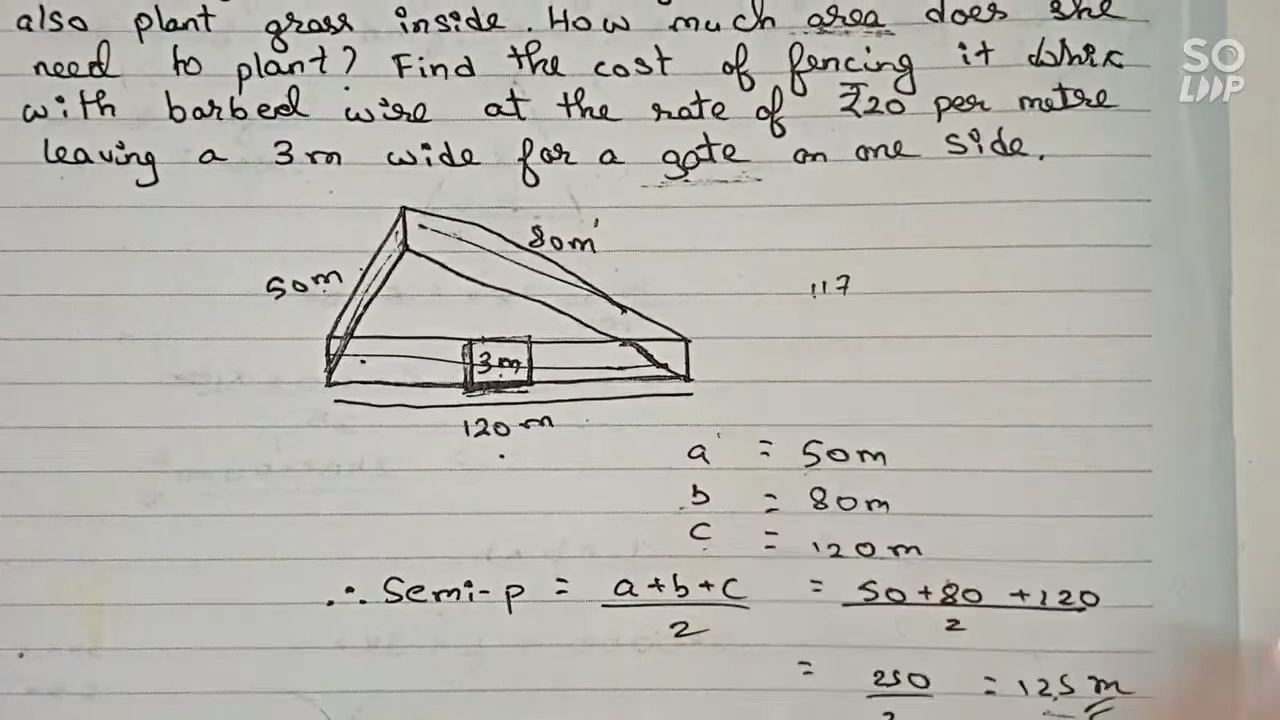 also plant grass inside. How much area does she
need to plant? Find the cost of fencing it
with barbed wire at the rate of ₹20 per metre
leaving a 3m wide for a gate on one side.
50m
80m
117
3m
120m
a = 50m
b = 80m
c = 120m
∴ Semi-p = a+b+c / 2 = 50+80+120 / 2
= 250 / 2 = 125 m
SO
LOOP